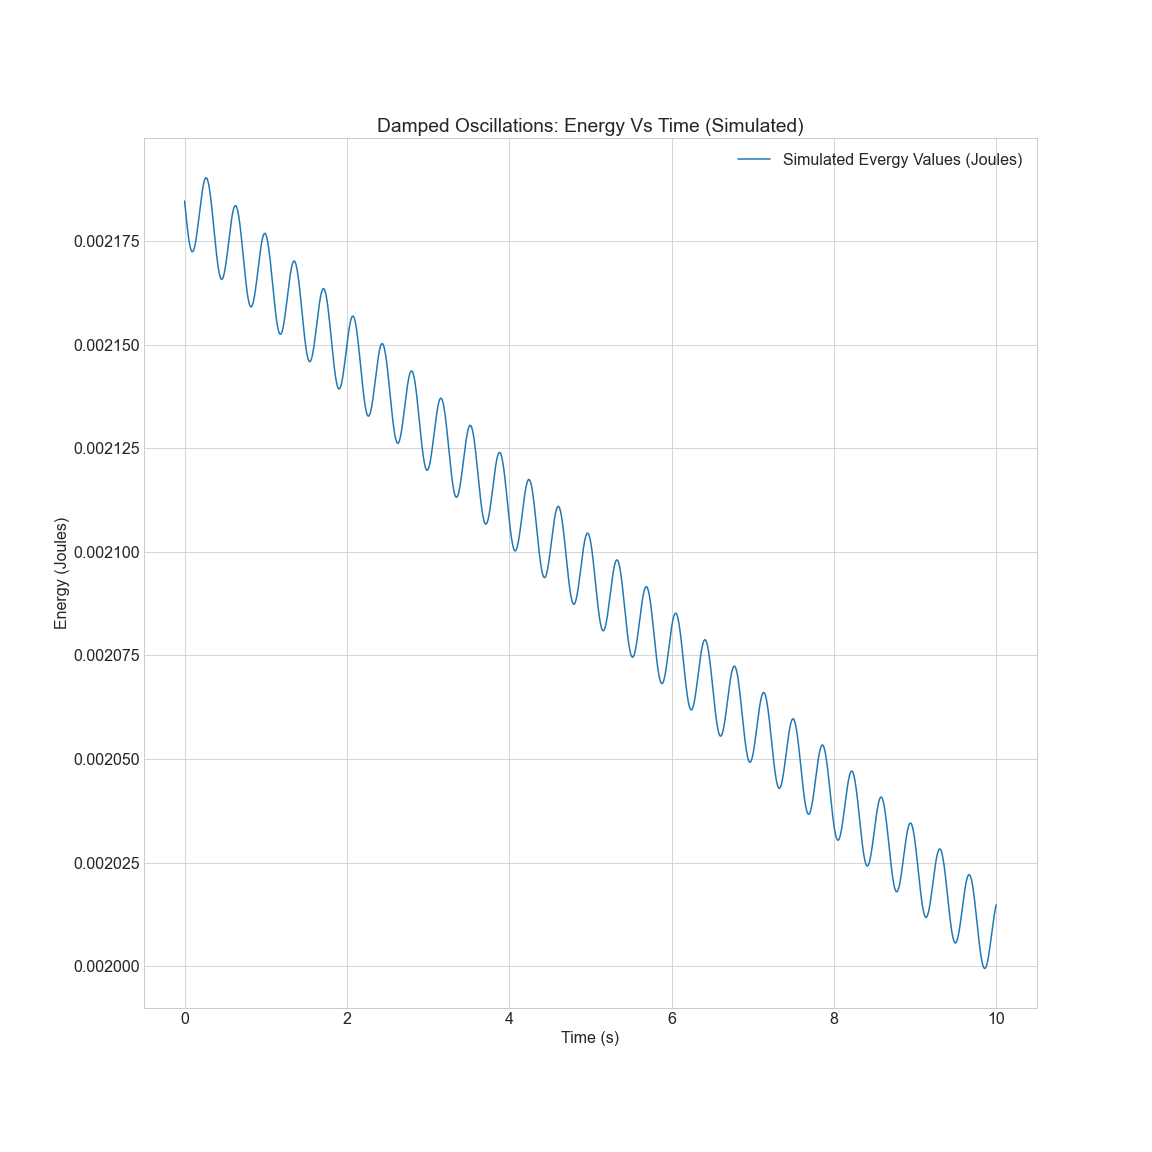 Damped Oscillations: Energy Vs Time (Simulated)
Simulated Evergy Values (Joules)
0.002175
0.002150
0.002125
0.002100
0.002075
0.002050
0.002025
0.002000
Energy (Joules)
0 2 4 6 8 10
Time (s)